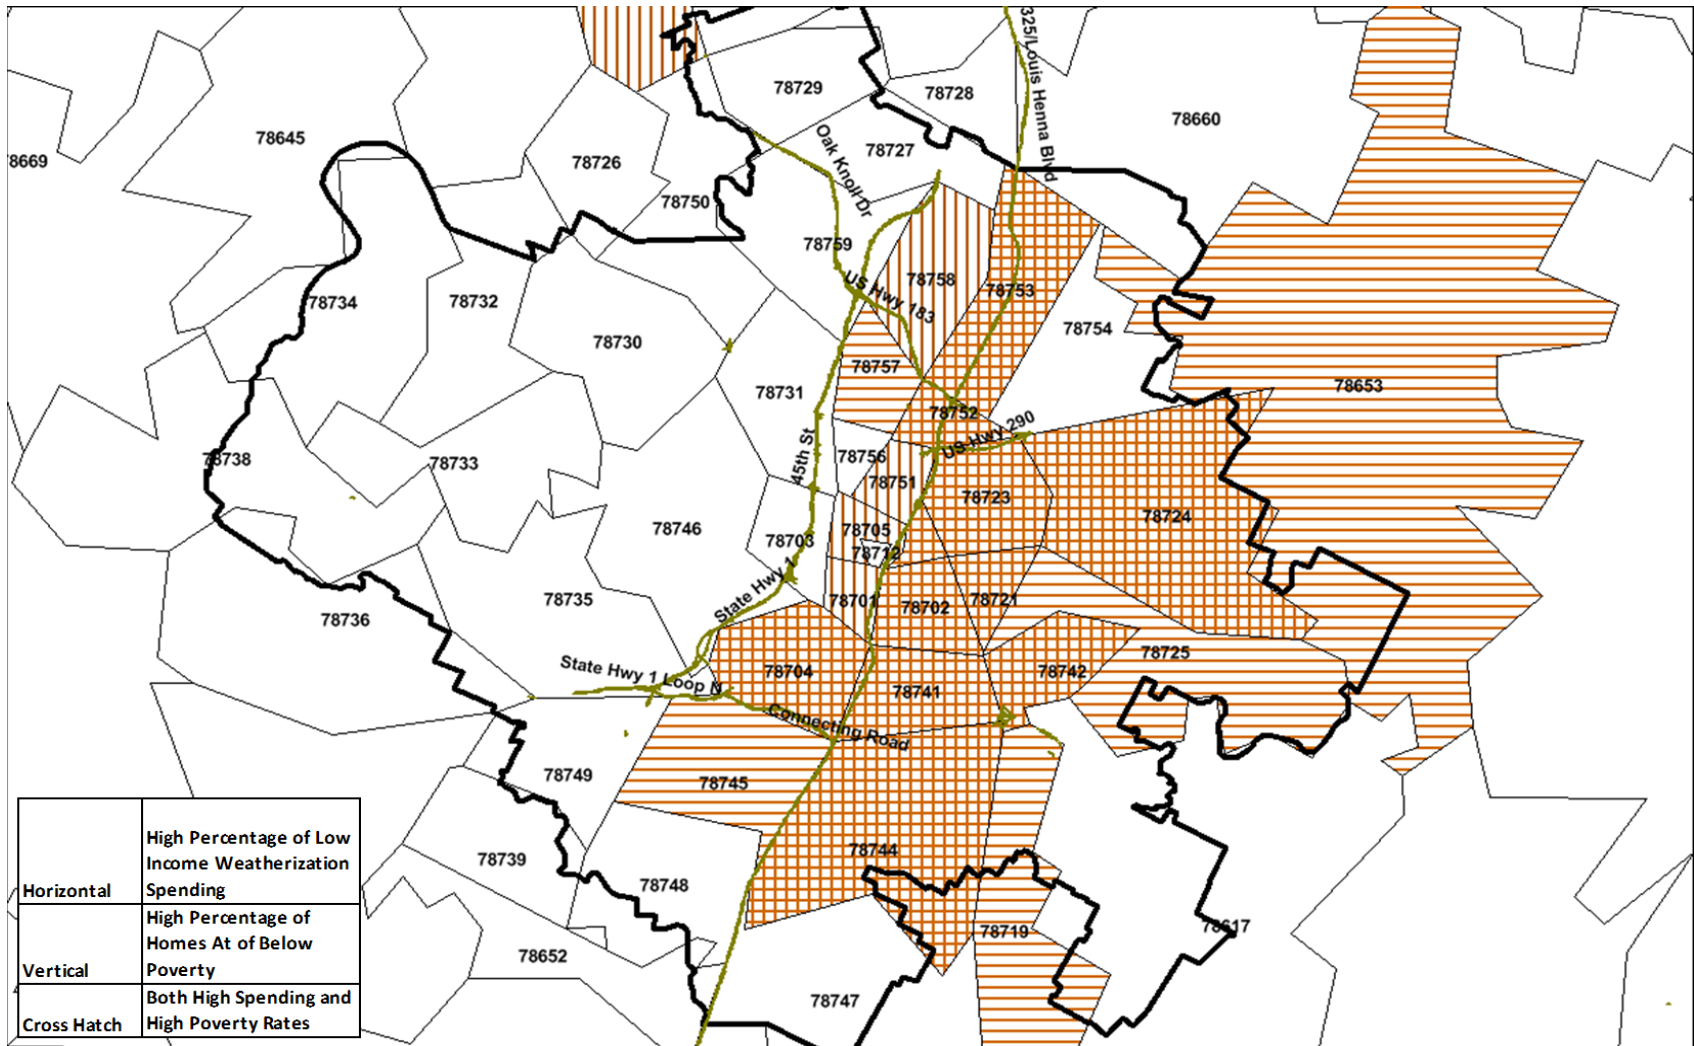 325/Louis Henna Blvd
78729
78728
78660
78645
8669
78726
Oak Knoll Dr
78727
78750
78759
78758
US Hwy 183
78753
78734
78732
78730
78754
78757
78731
78653
78752
US Hwy 290
45th St
78756
78738
78733
78751
78723
78746
78705
78724
78703
78712
State Hwy 1
78735
78701
78702
78721
78736
78725
State Hwy 1 Loop N
78704
78742
78741
Connecting Road
78749
78745
78744
78739
78748
78719
78617
78652
78747
High Percentage of Low
Income Weatherization
Horizontal Spending
High Percentage of
Homes At of Below
Vertical Poverty
Both High Spending and
Cross Hatch High Poverty Rates